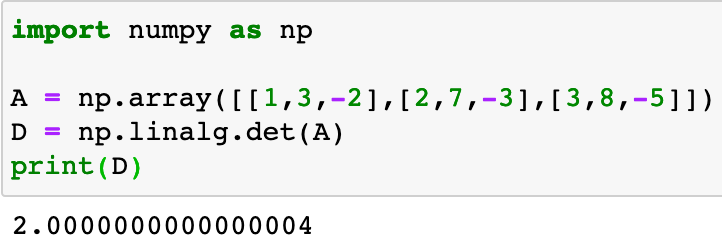 import numpy as np
A = np.array([[1,3,-2],[2,7,-3],[3,8,-5]])
D = np.linalg.det(A)
print(D)
2.0000000000000004